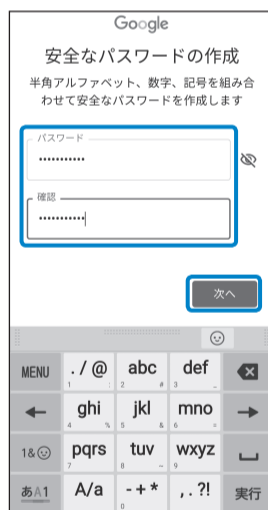 Google
安全なパスワードの作成
半角アルファベット、数字、記号を組み合
わせて安全なパスワードを作成します
パスワード
•••••••••••
確認
•••••••••••
次へ
MENU ./@ abc def
1 2 # 3
← ghi jkl mno →
4 % 5 & 6 =
1&☺ pqrs tuv wxyz
7 8 ~ 9
あA1 A/a -+* ,.?! 実行
0